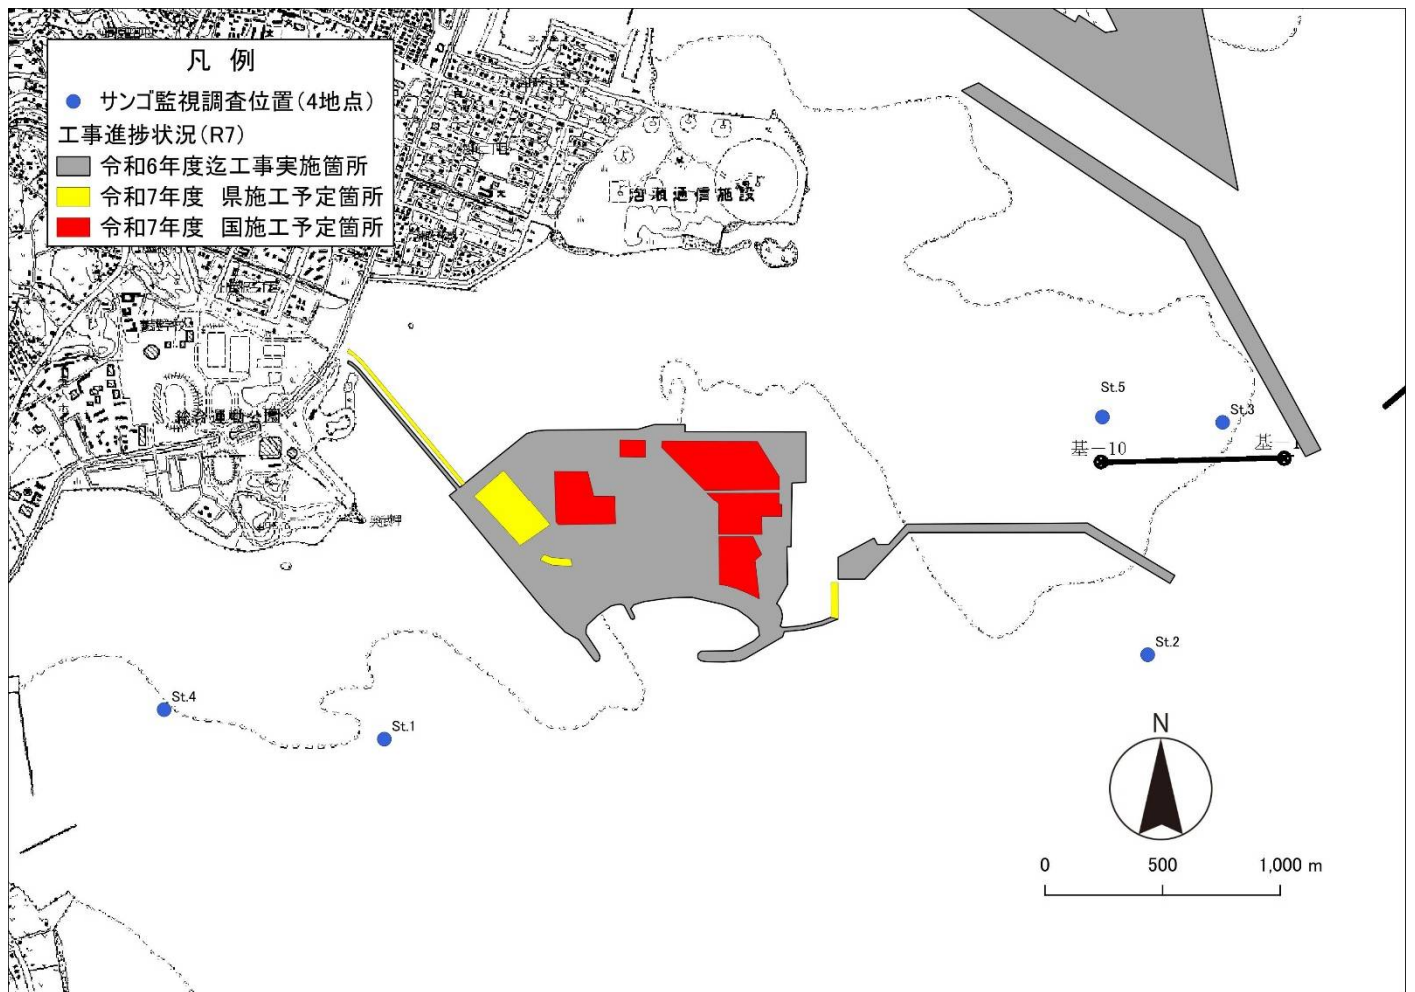 凡 例
サンゴ監視調査位置(4地点)
工事進捗状況(R7)
令和6年度迄工事実施箇所
令和7年度 県施工予定箇所
令和7年度 国施工予定箇所
泡瀬通信施設
総合運動公園
St.5
St.3
基-10
基-1
St.2
St.4
St.1
N
0 500 1,000 m